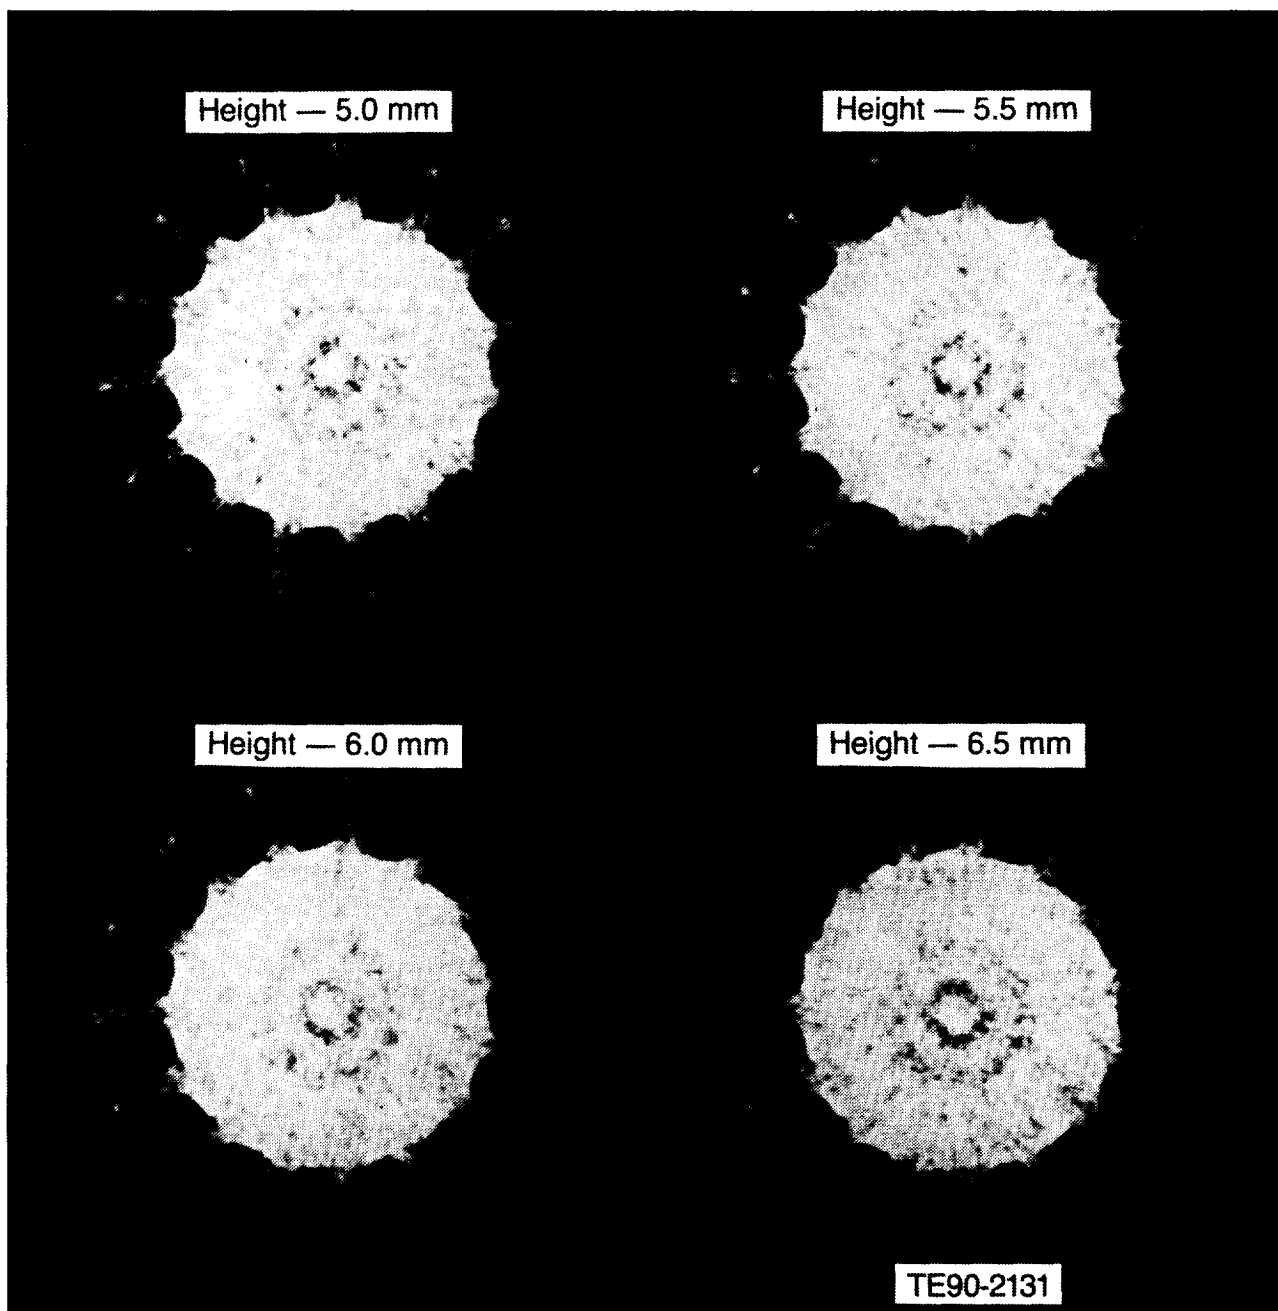 Height — 5.0 mm
Height — 5.5 mm
Height — 6.0 mm
Height — 6.5 mm
TE90-2131